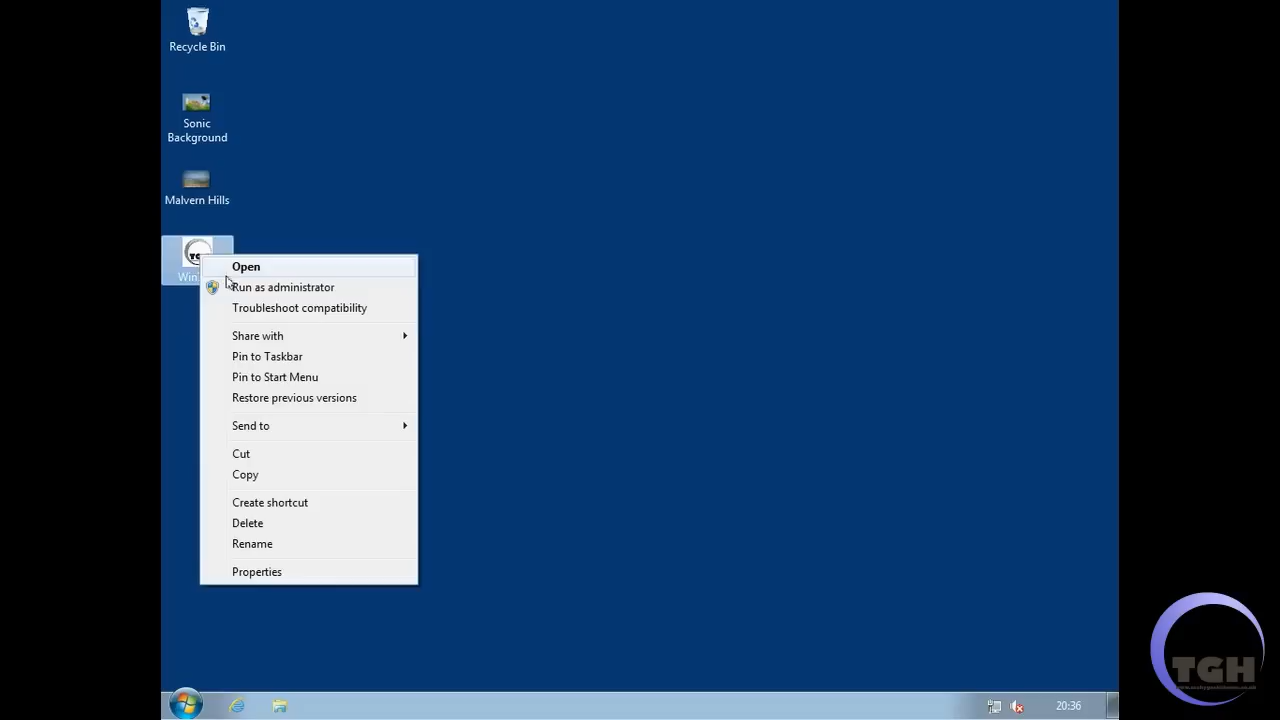 Recycle Bin
Sonic
Background
Malvern Hills
Open
Run as administrator
Troubleshoot compatibility
Share with
Pin to Taskbar
Pin to Start Menu
Restore previous versions
Send to
Cut
Copy
Create shortcut
Delete
Rename
Properties
20:36
TGH